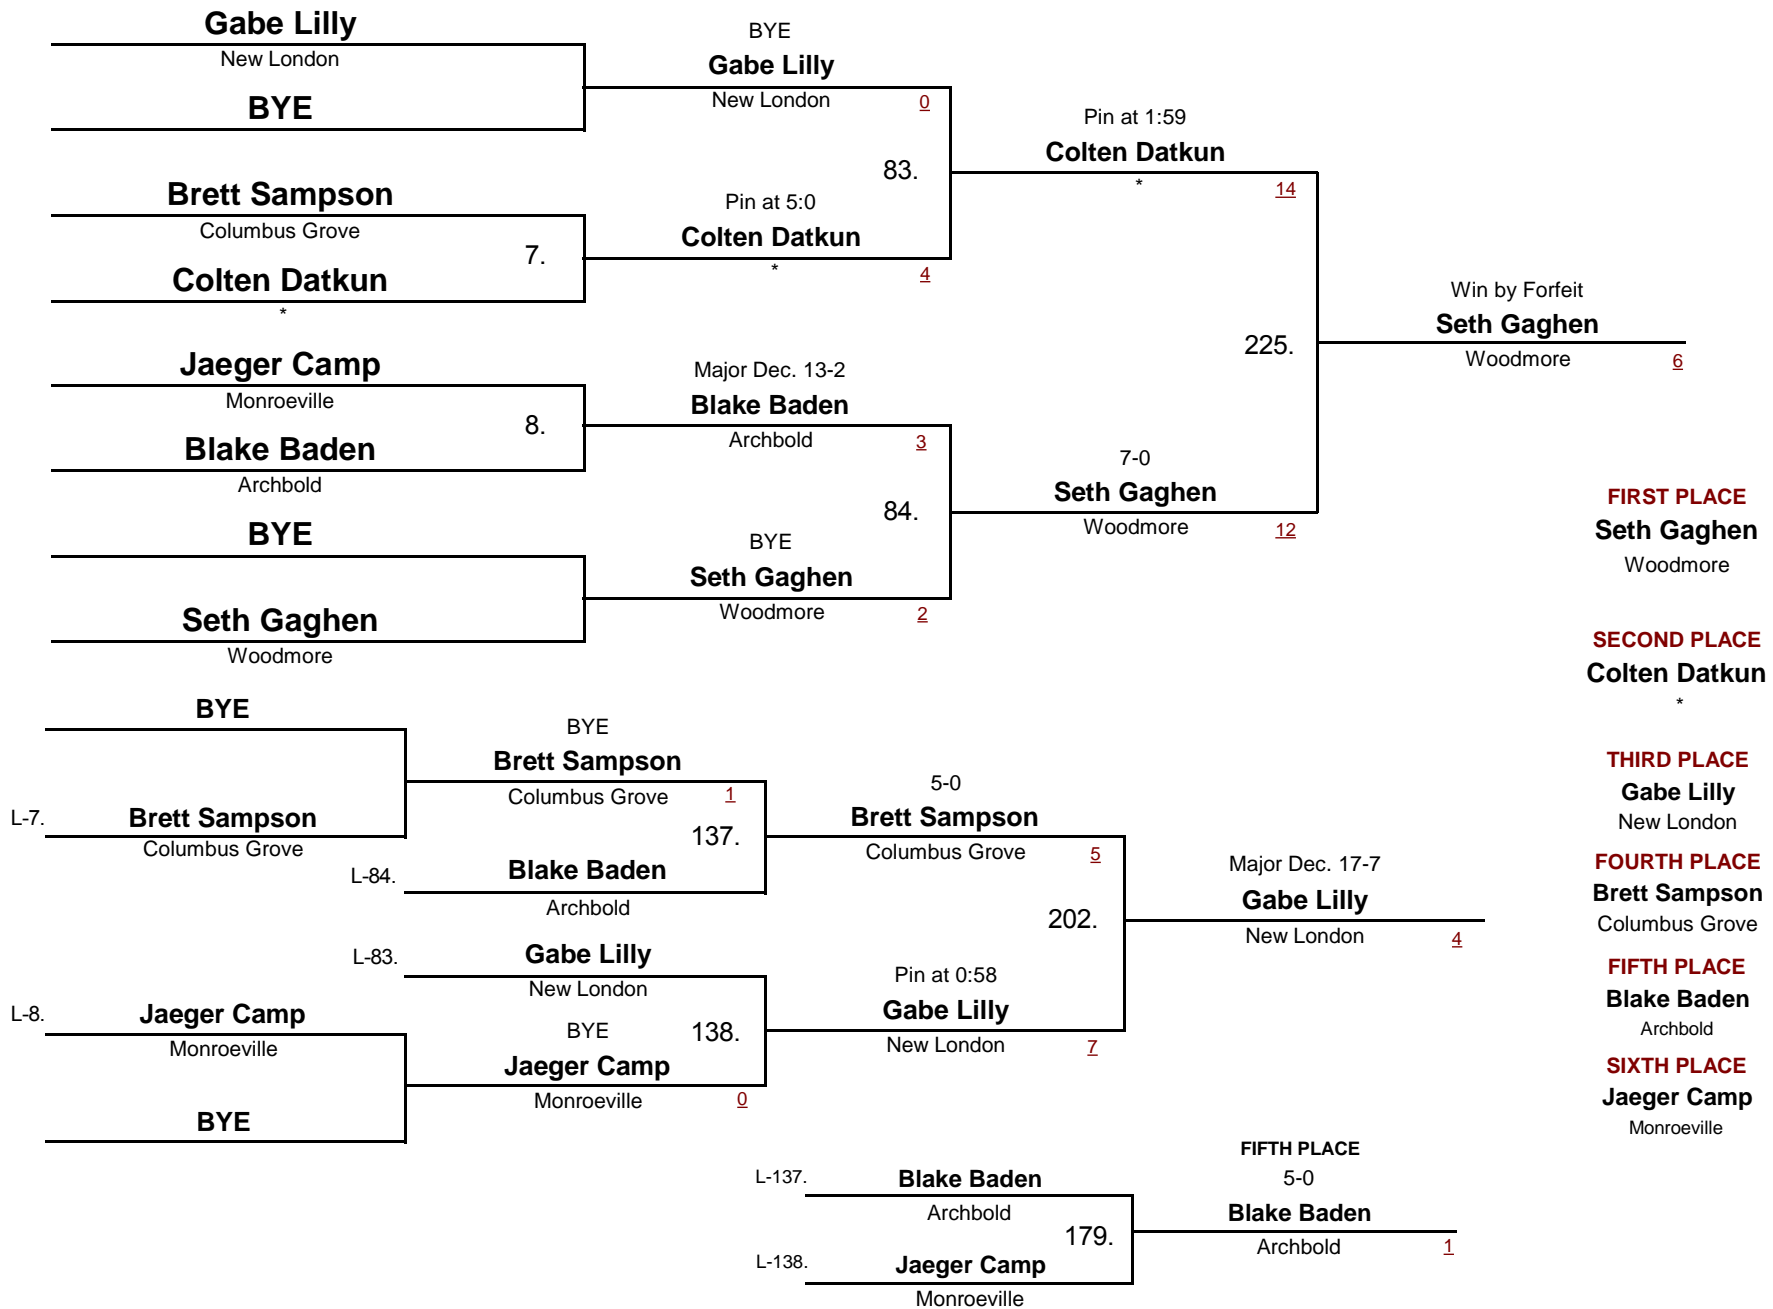 Gabe Lilly
New London
BYE
Brett Sampson
Columbus Grove
7.
Colten Datkun
*
Jaeger Camp
Monroeville
8.
Blake Baden
Archbold
BYE
Seth Gaghen
Woodmore
BYE
Gabe Lilly
New London 0
83.
Pin at 5:0
Colten Datkun
* 4
Major Dec. 13-2
Blake Baden
Archbold 3
84.
BYE
Seth Gaghen
Woodmore 2
Pin at 1:59
Colten Datkun
* 14
225.
7-0
Seth Gaghen
Woodmore 12
Win by Forfeit
Seth Gaghen
Woodmore 6
BYE
L-7. Brett Sampson
Columbus Grove
BYE
Brett Sampson
Columbus Grove 1
137.
L-84. Blake Baden
Archbold
L-83. Gabe Lilly
New London
L-8. Jaeger Camp
Monroeville
BYE
BYE
138.
Jaeger Camp
Monroeville 0
5-0
Brett Sampson
Columbus Grove 5
202.
Pin at 0:58
Gabe Lilly
New London 7
Major Dec. 17-7
Gabe Lilly
New London 4
L-137. Blake Baden
Archbold
179.
L-138. Jaeger Camp
Monroeville
FIFTH PLACE
5-0
Blake Baden
Archbold 1
FIRST PLACE
Seth Gaghen
Woodmore
SECOND PLACE
Colten Datkun
*
THIRD PLACE
Gabe Lilly
New London
FOURTH PLACE
Brett Sampson
Columbus Grove
FIFTH PLACE
Blake Baden
Archbold
SIXTH PLACE
Jaeger Camp
Monroeville